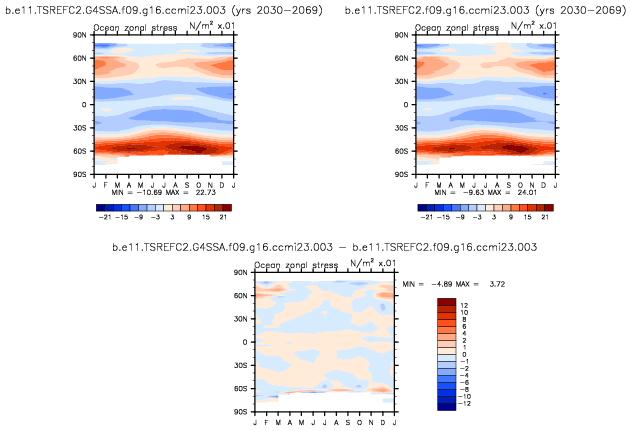 b.e11.TSREFC2.G4SSA.f09.g16.ccmi23.003 (yrs 2030-2069)
Ocean zonal stress N/m² x.01
90N
60N
30N
0
30S
60S
90S
J F M A M J J A S O N D J
MIN = -10.69 MAX = 22.73
-21 -15 -9 -3 0 3 9 15 21
b.e11.TSREFC2.f09.g16.ccmi23.003 (yrs 2030-2069)
Ocean zonal stress N/m² x.01
90N
60N
30N
0
30S
60S
90S
J F M A M J J A S O N D J
MIN = -9.63 MAX = 24.01
-21 -15 -9 -3 0 3 9 15 21
b.e11.TSREFC2.G4SSA.f09.g16.ccmi23.003 - b.e11.TSREFC2.f09.g16.ccmi23.003
Ocean zonal stress N/m² x.01
90N
60N
30N
0
30S
60S
90S
J F M A M J J A S O N D J
MIN = -4.89 MAX = 3.72
12
10
8
6
4
2
1
0
-1
-2
-4
-6
-8
-10
-12